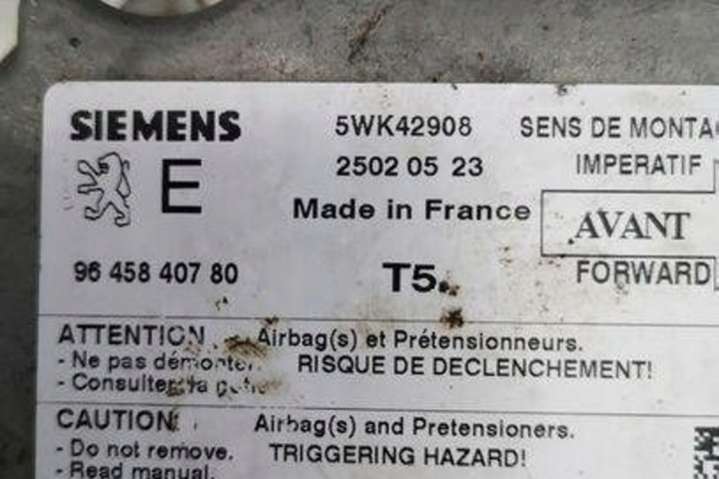 SIEMENS 5WK42908 SENS DE MONTA
E 2502 05 23 IMPERATIF
Made in France AVANT
96 458 407 80 T5. FORWARD
ATTENTION Airbag(s) et Prétensionneurs.
- Ne pas démonter. RISQUE DE DECLENCHEMENT!
- Consulter la
CAUTION: Airbag(s) and Pretensioners.
- Do not remove. TRIGGERING HAZARD!
- Read manual.